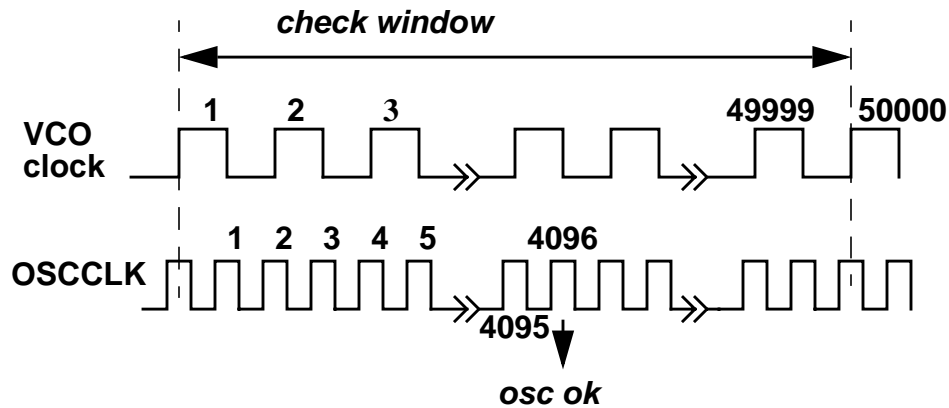 check window
1 2 3 49999 50000
VCO
clock
1 2 3 4 5 4096
OSCCLK
4095
osc ok